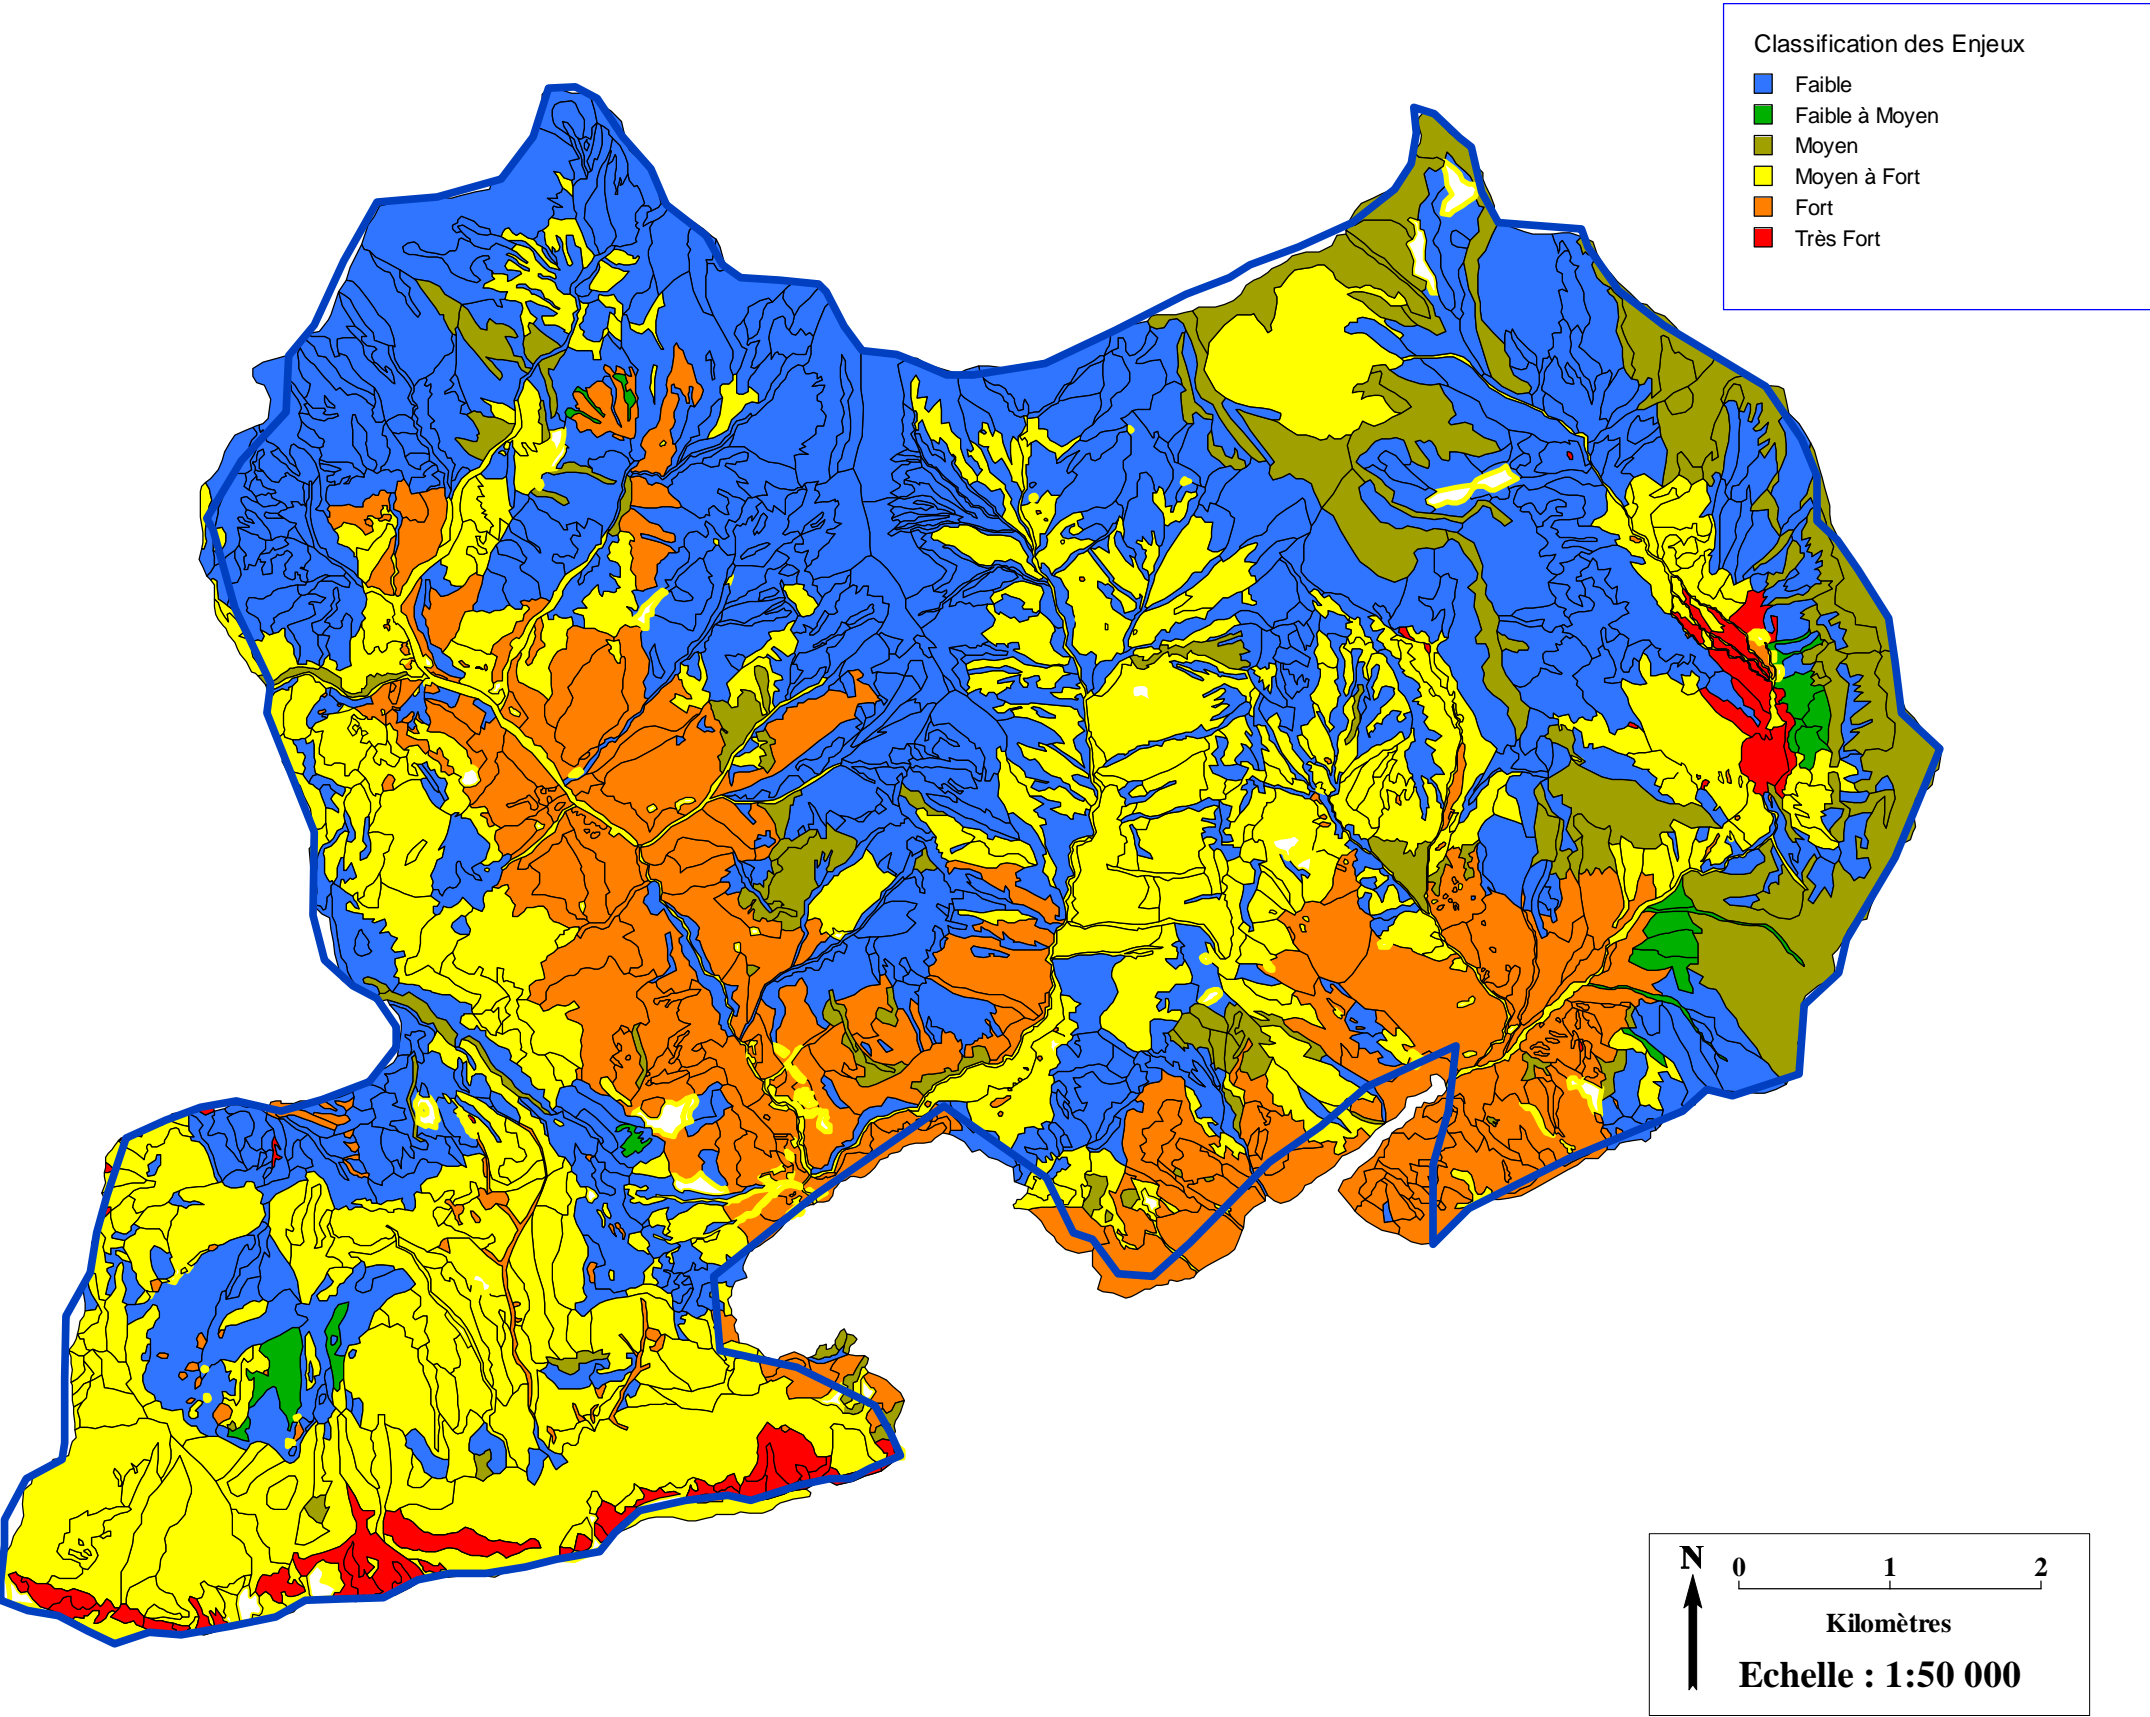 Classification des Enjeux
Faible
Faible à Moyen
Moyen
Moyen à Fort
Fort
Très Fort
N
0 1 2
Kilomètres
Echelle : 1:50 000